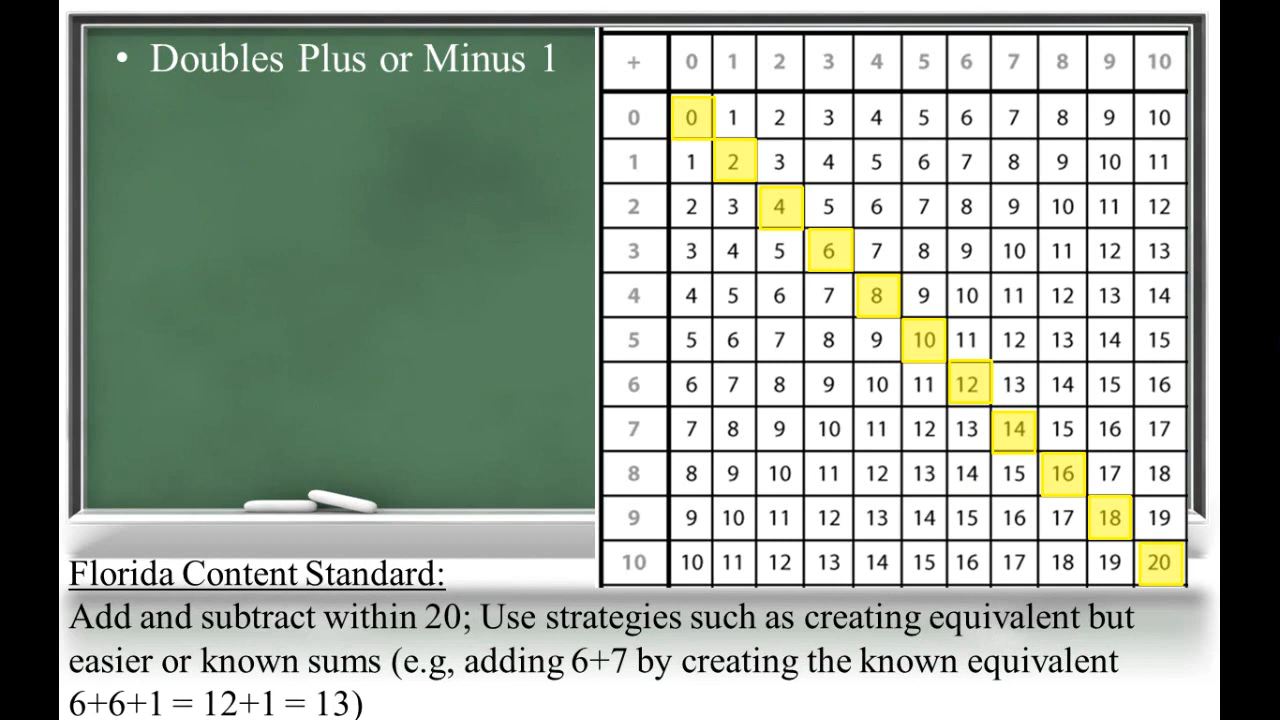 • Doubles Plus or Minus 1
+ 0 1 2 3 4 5 6 7 8 9 10
0 0 1 2 3 4 5 6 7 8 9 10
1 1 2 3 4 5 6 7 8 9 10 11
2 2 3 4 5 6 7 8 9 10 11 12
3 3 4 5 6 7 8 9 10 11 12 13
4 4 5 6 7 8 9 10 11 12 13 14
5 5 6 7 8 9 10 11 12 13 14 15
6 6 7 8 9 10 11 12 13 14 15 16
7 7 8 9 10 11 12 13 14 15 16 17
8 8 9 10 11 12 13 14 15 16 17 18
9 9 10 11 12 13 14 15 16 17 18 19
10 10 11 12 13 14 15 16 17 18 19 20
Florida Content Standard:
Add and subtract within 20; Use strategies such as creating equivalent but
easier or known sums (e.g, adding 6+7 by creating the known equivalent
6+6+1 = 12+1 = 13)